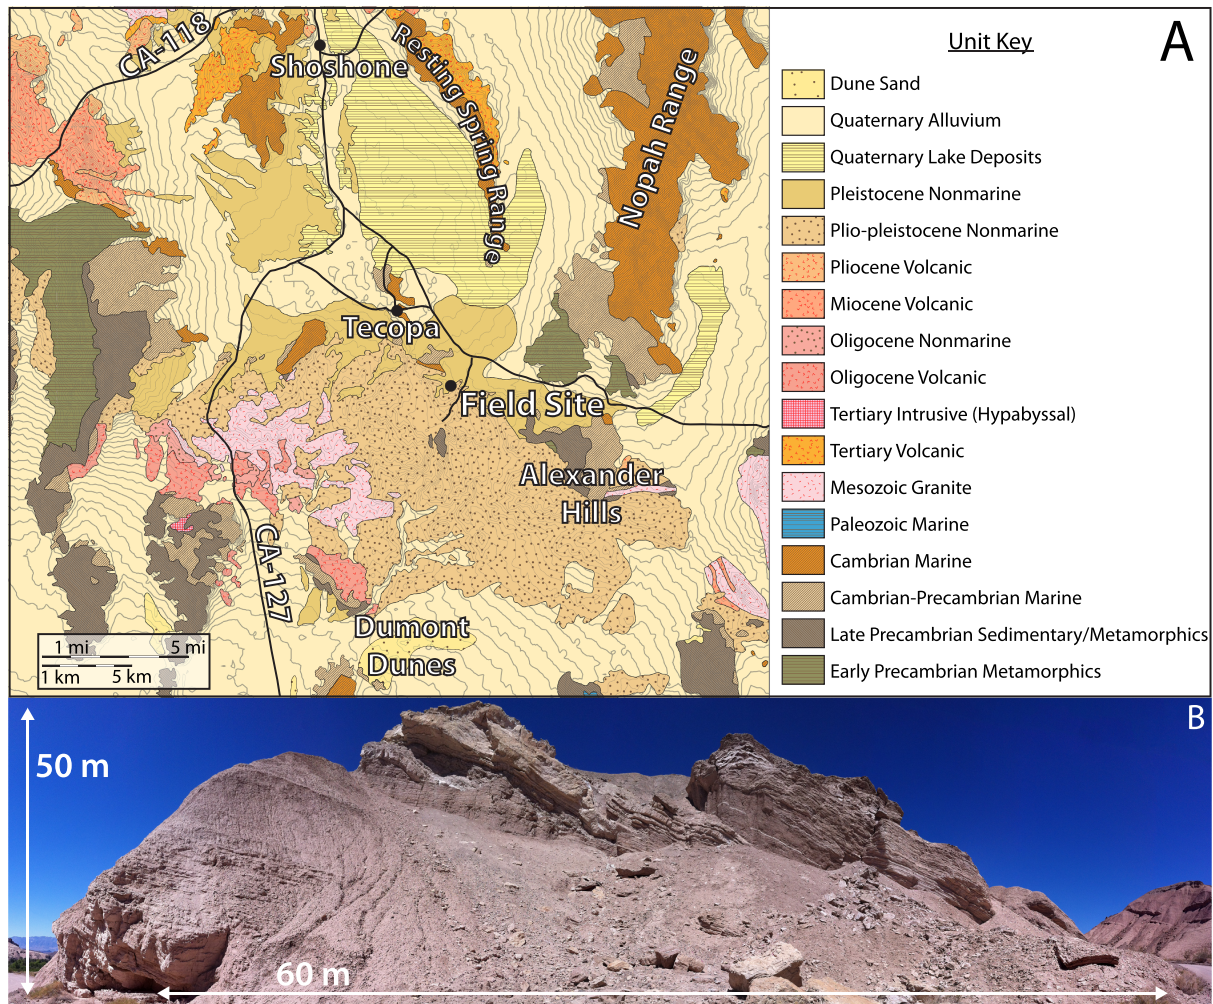 A
CA-118
Shoshone
Resting Spring Range
Nopah Range
Tecopa
Field Site
Alexander
Hills
CA-127
Dumont
Dunes
1 mi 5 mi
1 km 5 km
Unit Key
Dune Sand
Quaternary Alluvium
Quaternary Lake Deposits
Pleistocene Nonmarine
Plio-pleistocene Nonmarine
Pliocene Volcanic
Miocene Volcanic
Oligocene Nonmarine
Oligocene Volcanic
Tertiary Intrusive (Hypabyssal)
Tertiary Volcanic
Mesozoic Granite
Paleozoic Marine
Cambrian Marine
Cambrian-Precambrian Marine
Late Precambrian Sedimentary/Metamorphics
Early Precambrian Metamorphics
B
50 m
60 m